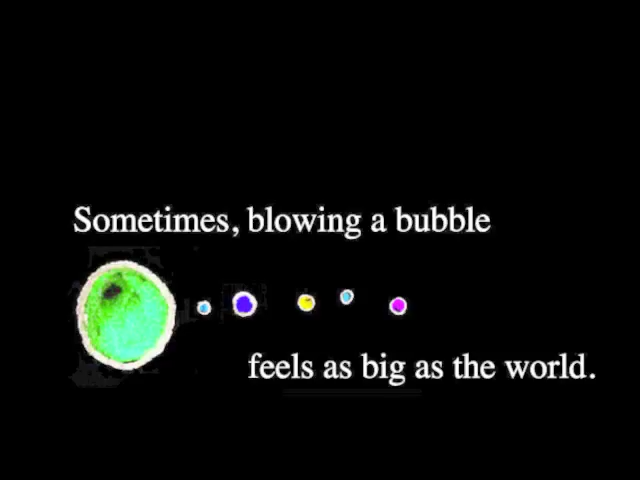 Sometimes, blowing a bubble
feels as big as the world.